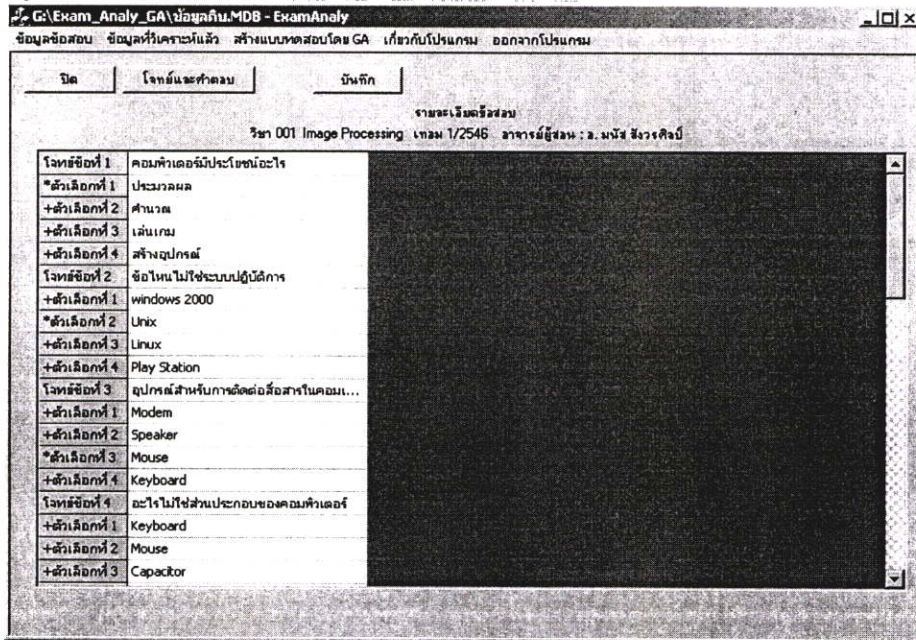 G:\Exam_Analy_GA\ข้อมูลดิบ.MDB - ExamAnaly
ข้อมูลข้อสอบ ข้อมูลที่วิเคราะห์แล้ว สร้างแบบทดสอบโดย GA เกี่ยวกับโปรแกรม ออกจากโปรแกรม
ปิด โจทย์และคำตอบ บันทึก
รายละเอียดข้อสอบ
วิชา 001 Image Processing เทอม 1/2546 อาจารย์ผู้สอน : อ. มนัส สังวรศิลป์
โจทย์ข้อที่ 1 คอมพิวเตอร์มีประโยชน์อะไร
*ตัวเลือกที่ 1 ประมวลผล
+ตัวเลือกที่ 2 คำนวณ
+ตัวเลือกที่ 3 เล่นเกม
+ตัวเลือกที่ 4 สร้างอุปกรณ์
โจทย์ข้อที่ 2 ข้อไหนไม่ใช่ระบบปฏิบัติการ
+ตัวเลือกที่ 1 windows 2000
*ตัวเลือกที่ 2 Unix
+ตัวเลือกที่ 3 Linux
+ตัวเลือกที่ 4 Play Station
โจทย์ข้อที่ 3 อุปกรณ์สำหรับการติดต่อสื่อสารในคอมเ...
+ตัวเลือกที่ 1 Modem
+ตัวเลือกที่ 2 Speaker
*ตัวเลือกที่ 3 Mouse
+ตัวเลือกที่ 4 Keyboard
โจทย์ข้อที่ 4 อะไรไม่ใช่ส่วนประกอบของคอมพิวเตอร์
+ตัวเลือกที่ 1 Keyboard
+ตัวเลือกที่ 2 Mouse
+ตัวเลือกที่ 3 Capacitor